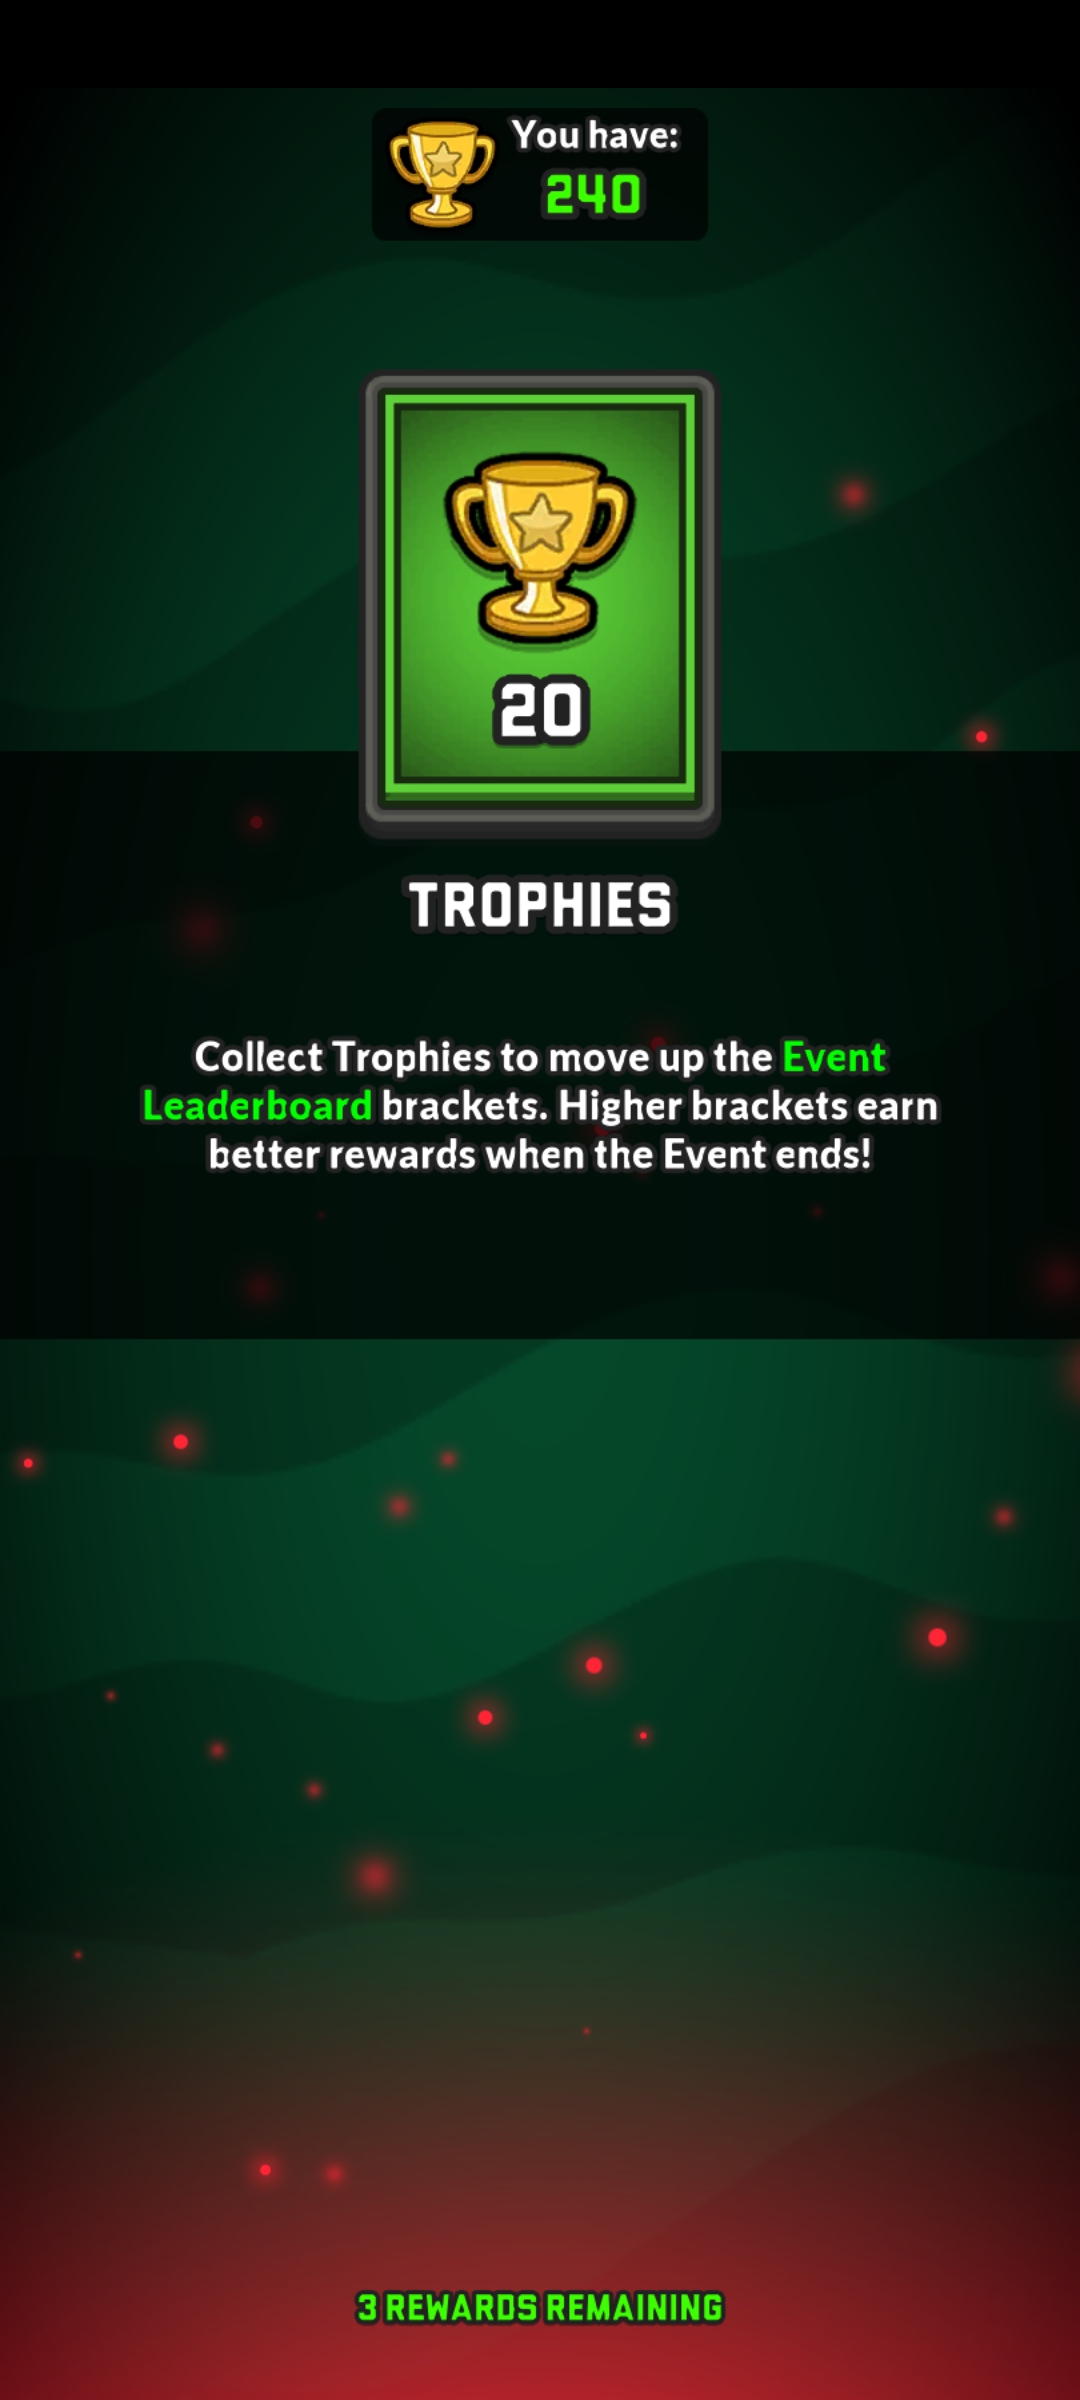 You have:
240
20
TROPHIES
Collect Trophies to move up the Event
Leaderboard brackets. Higher brackets earn
better rewards when the Event ends!
3 REWARDS REMAINING